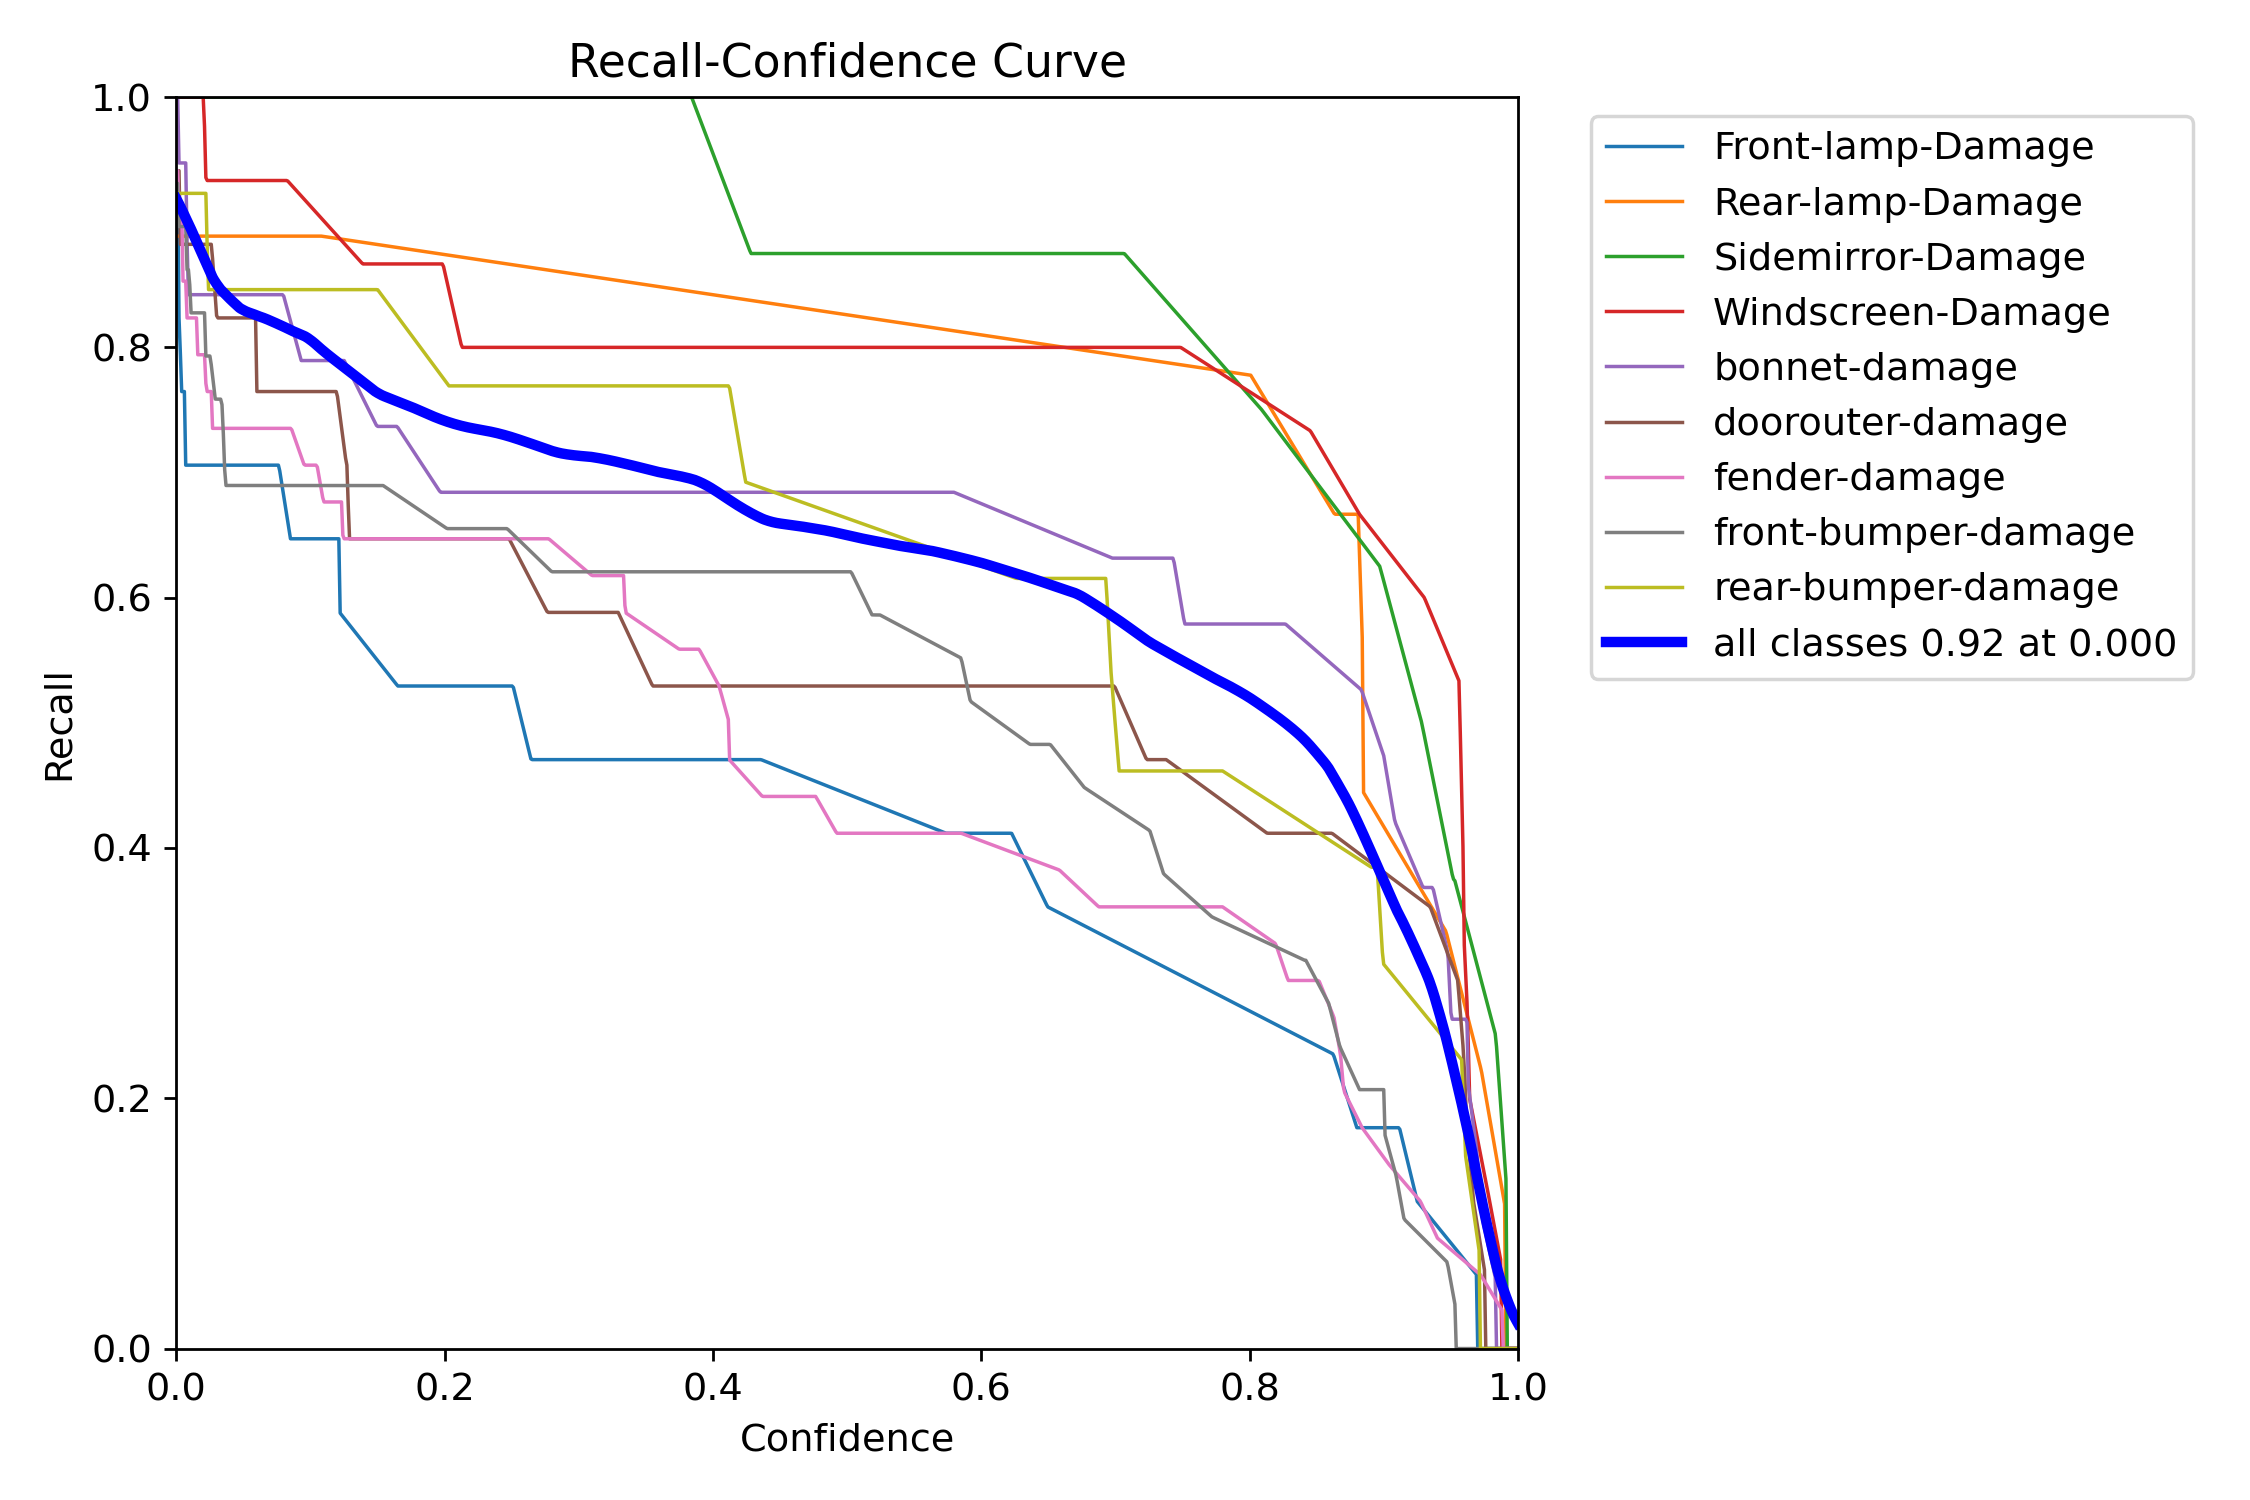 Recall-Confidence Curve
1.0
0.8
0.6
0.4
0.2
0.0
Recall
0.0 0.2 0.4 0.6 0.8 1.0
Confidence
Front-lamp-Damage
Rear-lamp-Damage
Sidemirror-Damage
Windscreen-Damage
bonnet-damage
doorouter-damage
fender-damage
front-bumper-damage
rear-bumper-damage
all classes 0.92 at 0.000